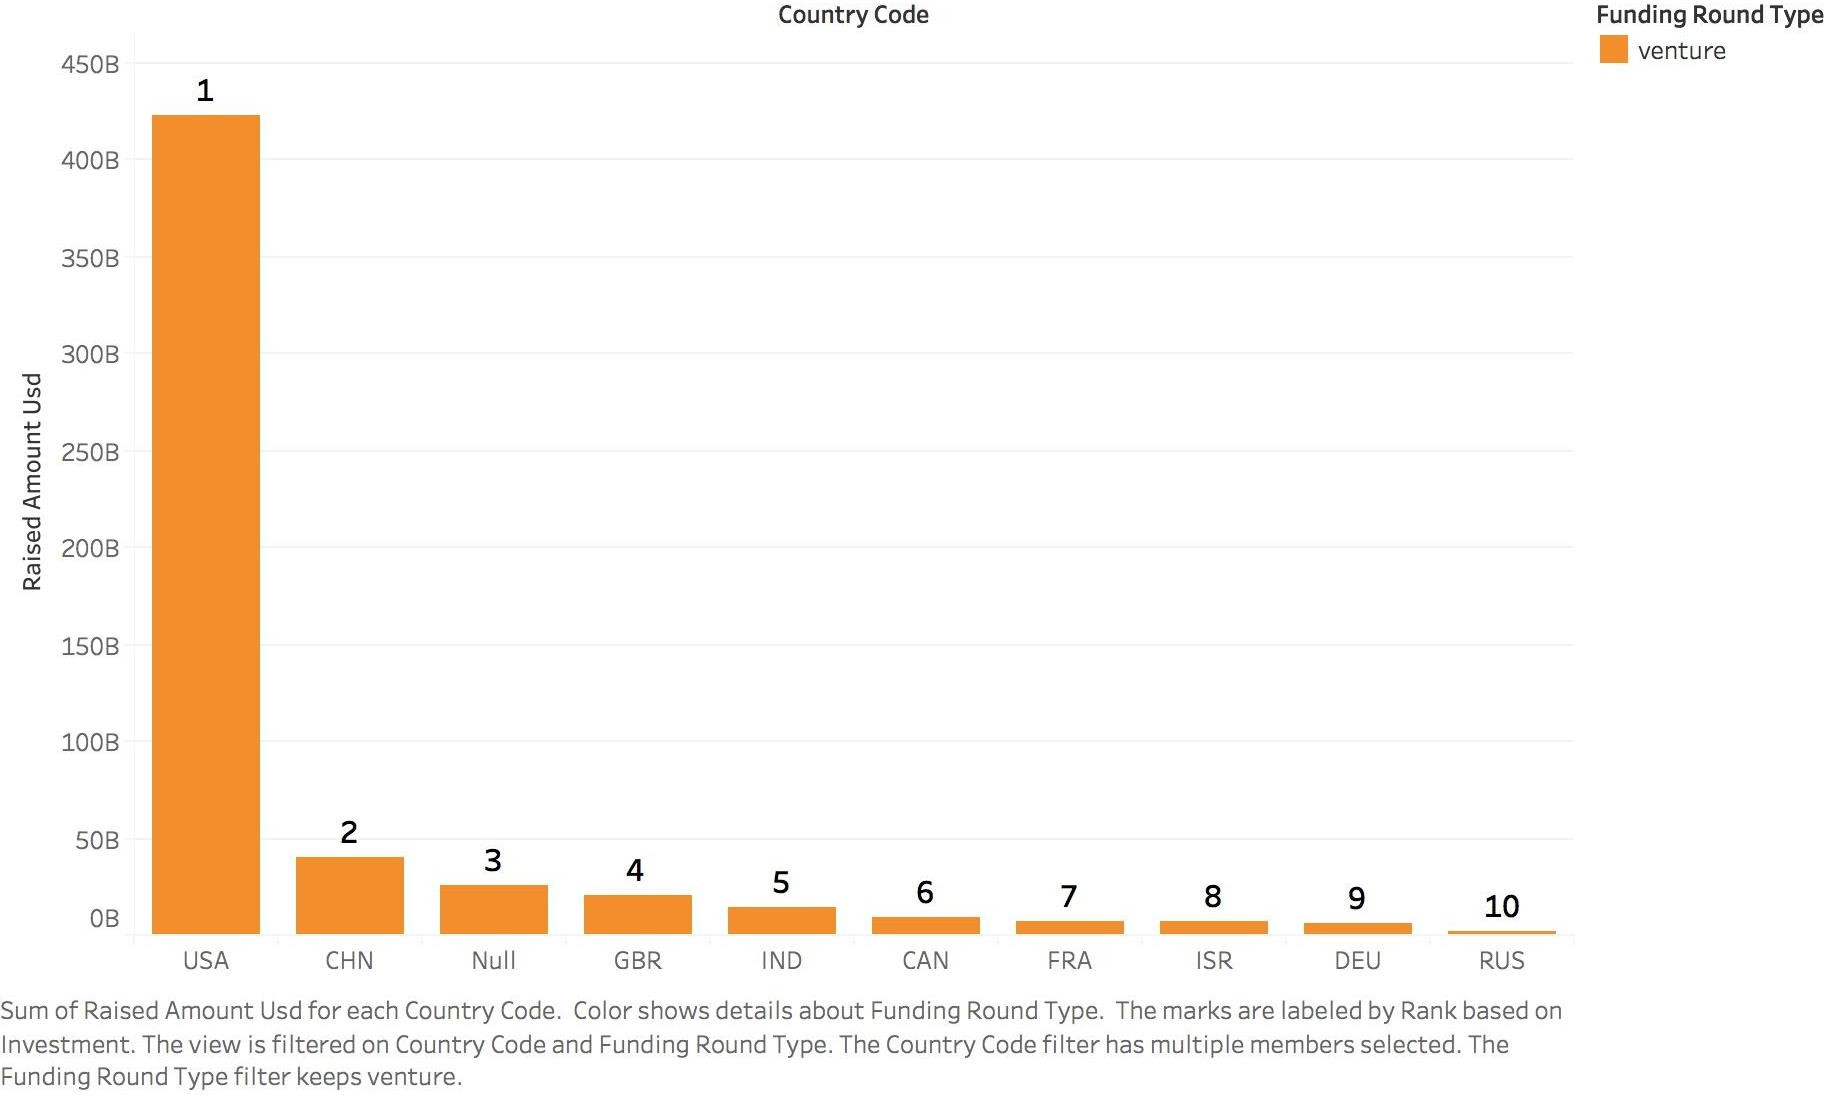 Country Code
Funding Round Type
venture
Raised Amount Usd
450B
400B
350B
300B
250B
200B
150B
100B
50B
0B
1
2
3
4
5
6
7
8
9
10
USA
CHN
Null
GBR
IND
CAN
FRA
ISR
DEU
RUS
Sum of Raised Amount Usd for each Country Code.  Color shows details about Funding Round Type.  The marks are labeled by Rank based on
Investment. The view is filtered on Country Code and Funding Round Type. The Country Code filter has multiple members selected. The
Funding Round Type filter keeps venture.